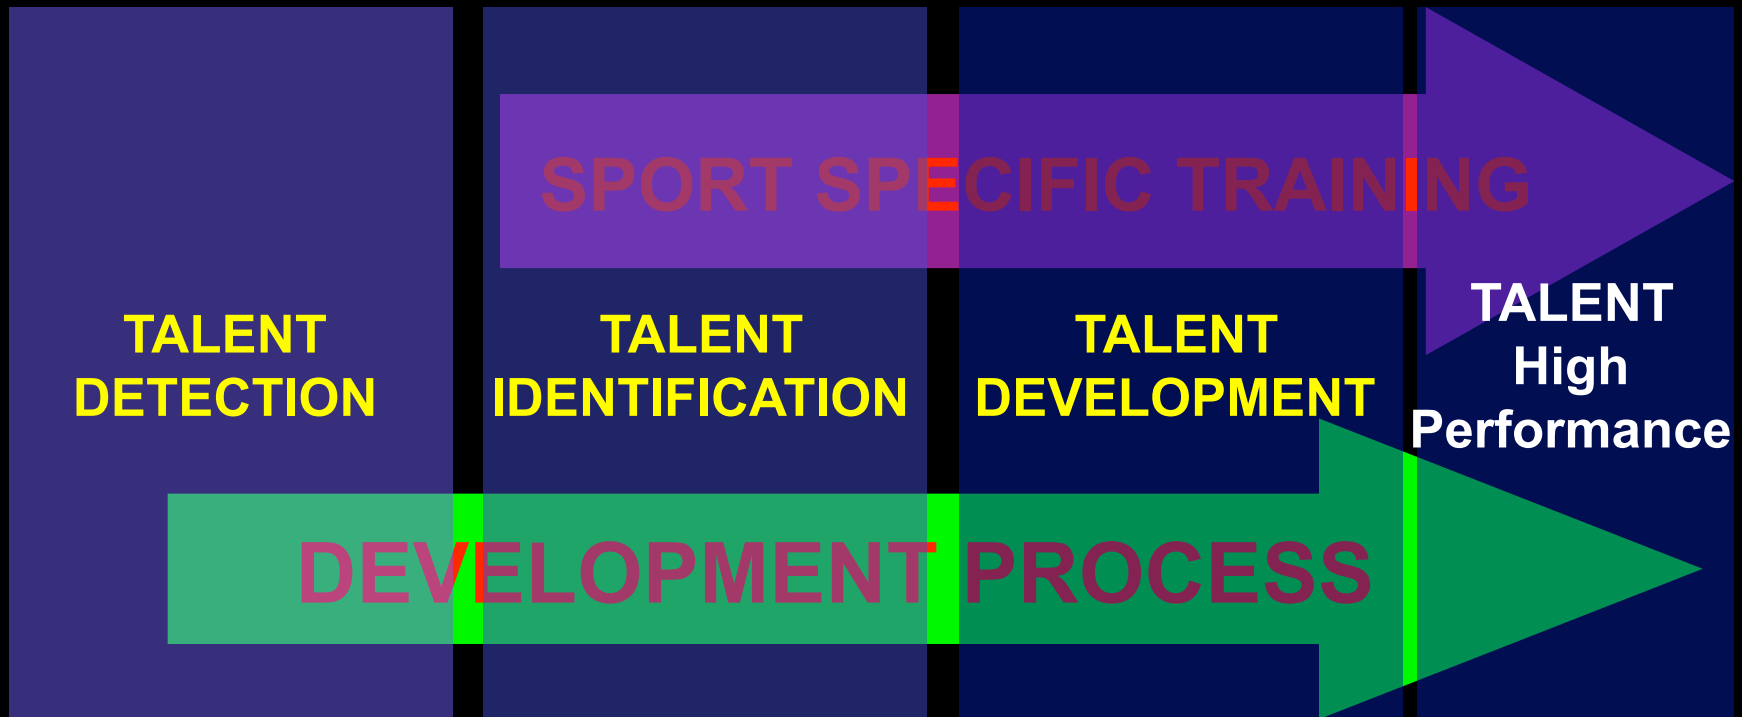 SPORT SPECIFIC TRAINING
TALENT
DETECTION
TALENT
IDENTIFICATION
TALENT
DEVELOPMENT
TALENT
High
Performance
DEVELOPMENT PROCESS